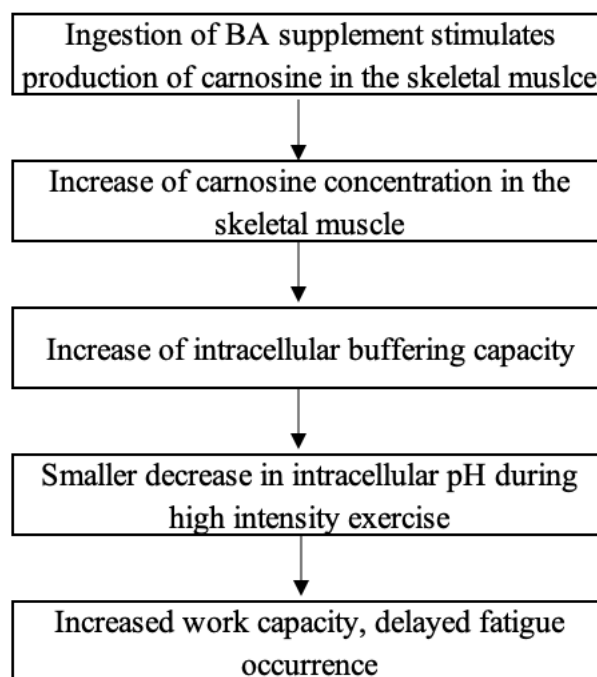 Ingestion of BA supplement stimulates
production of carnosine in the skeletal muslce
Increase of carnosine concentration in the
skeletal muscle
Increase of intracellular buffering capacity
Smaller decrease in intracellular pH during
high intensity exercise
Increased work capacity, delayed fatigue
occurrence